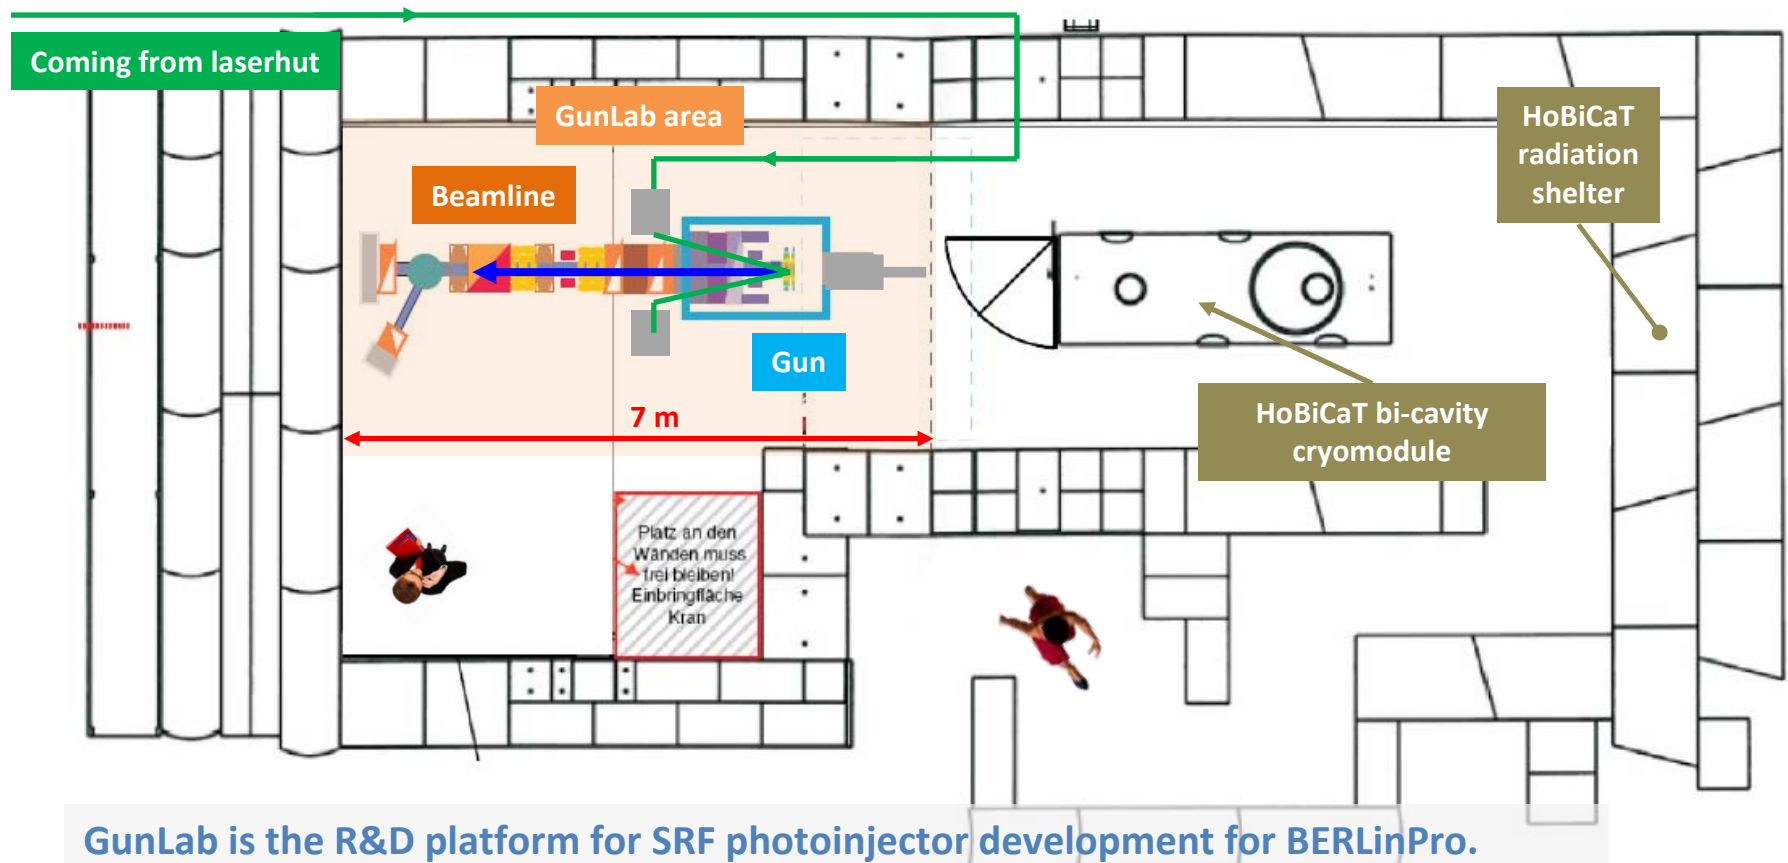 Coming from laserhut
GunLab area
HoBiCaT
radiation
shelter
Beamline
Gun
7 m
HoBiCaT bi-cavity
cryomodule
Platz an den
Wänden muss
frei bleiben!
Einbringfläche
Kran
GunLab is the R&D platform for SRF photoinjector development for BERLinPro.